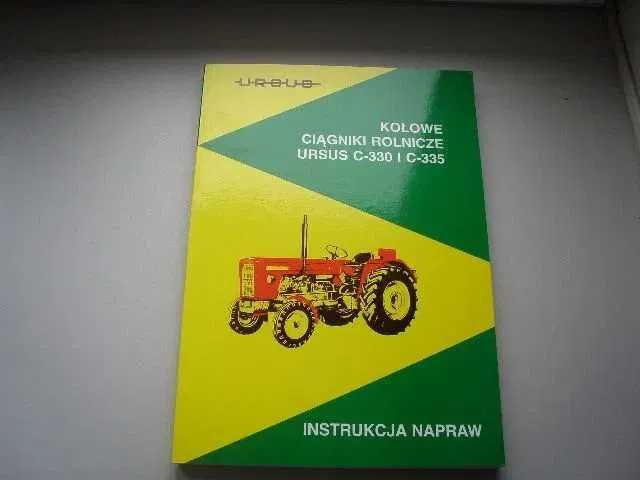 URSUS
KOŁOWE
CIĄGNIKI ROLNICZE
URSUS C-330 I C-335
INSTRUKCJA NAPRAW